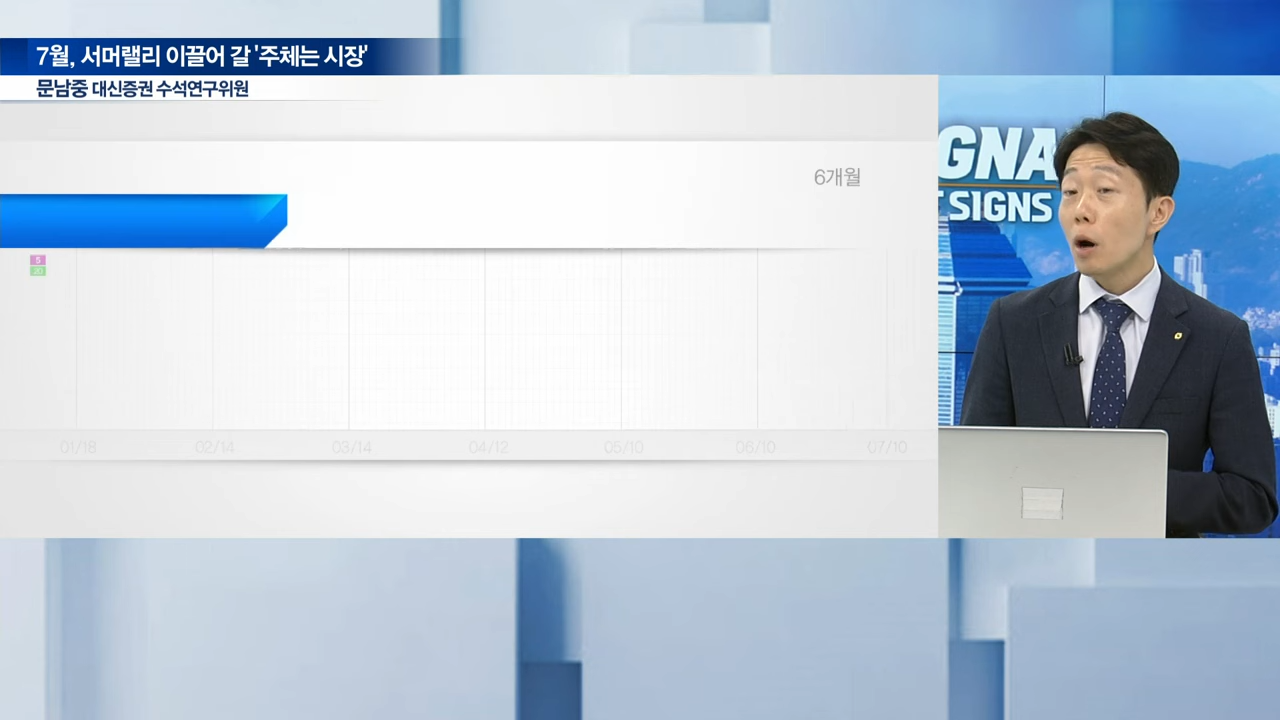 7월, 서머랠리 이끌어 갈 '주체는 시장'
문남중 대신증권 수석연구위원
6개월
5
20
01/18 02/14 03/14 04/12 05/10 06/10 07/10
GNA
SIGNS